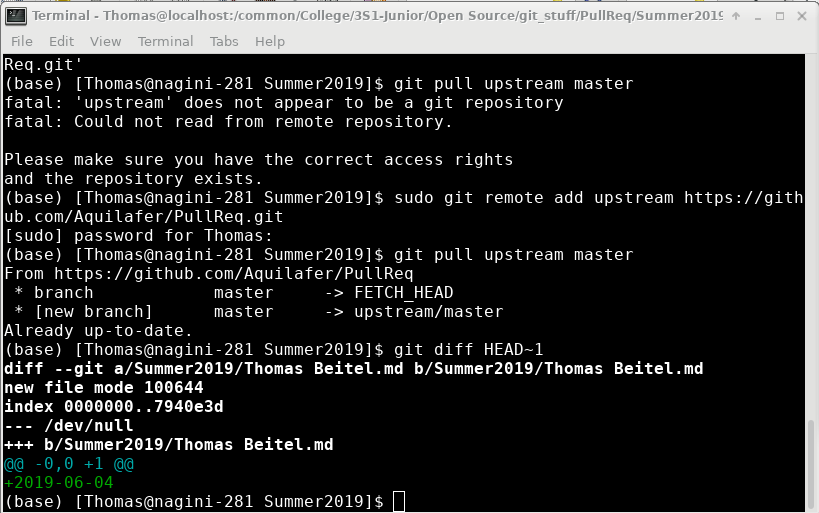 Terminal - Thomas@localhost:/common/College/3S1-Junior/Open Source/git_stuff/PullReq/Summer2019
File Edit View Terminal Tabs Help
Req.git'
(base) [Thomas@nagini-281 Summer2019]$ git pull upstream master
fatal: 'upstream' does not appear to be a git repository
fatal: Could not read from remote repository.

Please make sure you have the correct access rights
and the repository exists.
(base) [Thomas@nagini-281 Summer2019]$ sudo git remote add upstream https://gith
ub.com/Aquilafer/PullReq.git
[sudo] password for Thomas:
(base) [Thomas@nagini-281 Summer2019]$ git pull upstream master
From https://github.com/Aquilafer/PullReq
 * branch            master     -> FETCH_HEAD
 * [new branch]      master     -> upstream/master
Already up-to-date.
(base) [Thomas@nagini-281 Summer2019]$ git diff HEAD~1
diff --git a/Summer2019/Thomas Beitel.md b/Summer2019/Thomas Beitel.md
new file mode 100644
index 0000000..7940e3d
--- /dev/null
+++ b/Summer2019/Thomas Beitel.md
@@ -0,0 +1 @@
+2019-06-04
(base) [Thomas@nagini-281 Summer2019]$